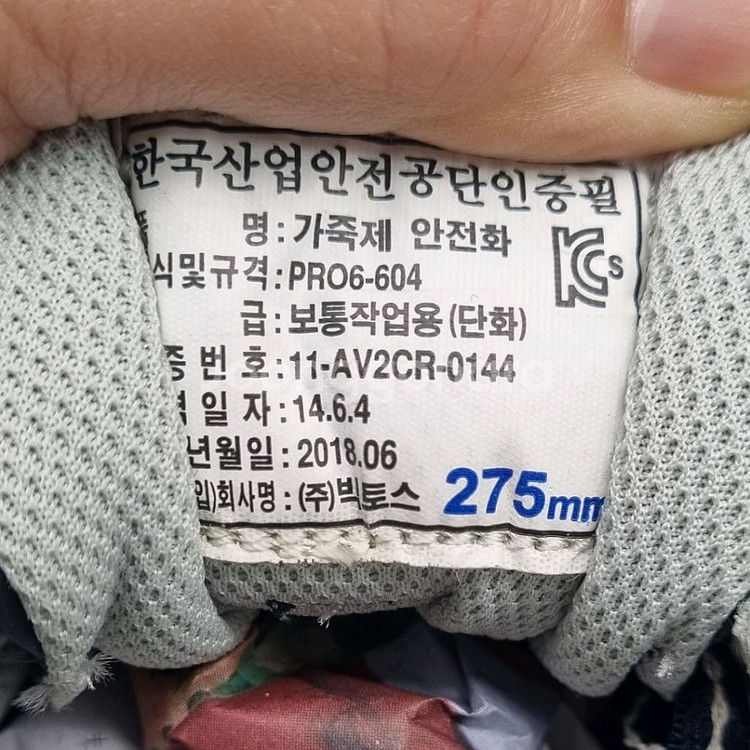 한국산업안전공단인증필
명 : 가죽제 안전화
식및규격 : PRO6-604
급 : 보통작업용 (단화)
증 번 호 : 11-AV2CR-0144
일 자 : 14.6.4
년월일 : 2018.06
입)회사명 : (주)빅토스 275mm
KCs